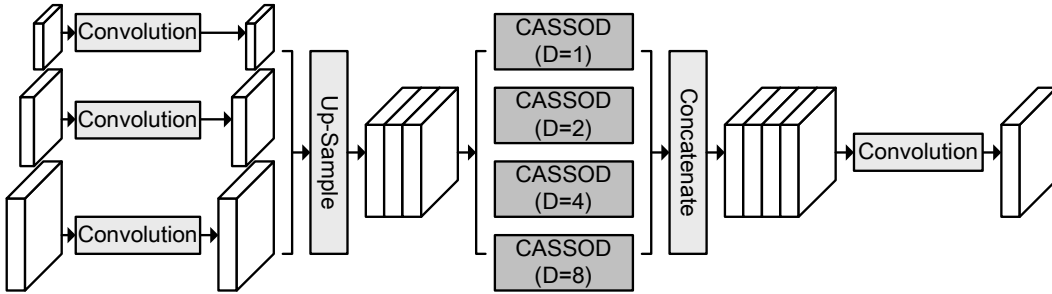 Convolution
Convolution
Convolution
Up-Sample
CASSOD
(D=1)
CASSOD
(D=2)
CASSOD
(D=4)
CASSOD
(D=8)
Concatenate
Convolution